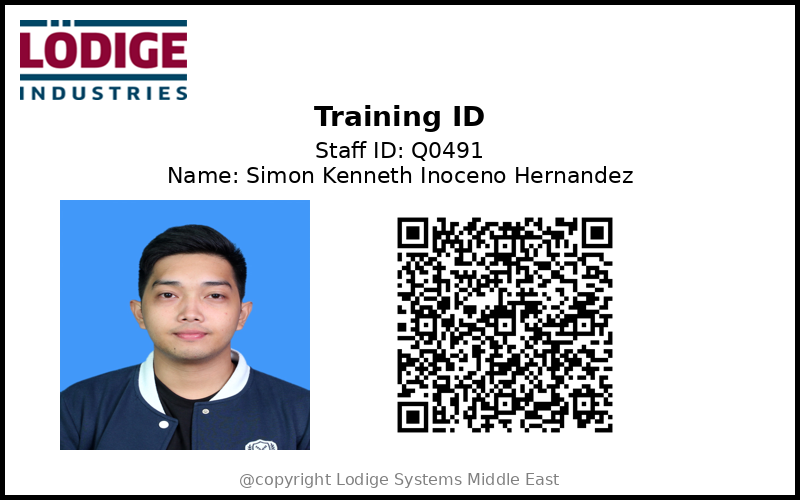 LÖDIGE
INDUSTRIES
Training ID
Staff ID: Q0491
Name: Simon Kenneth Inoceno Hernandez
@copyright Lodige Systems Middle East